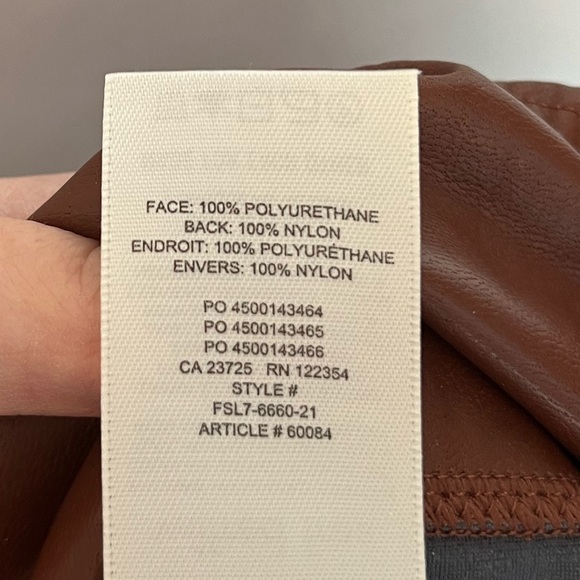 FACE: 100% POLYURETHANE
BACK: 100% NYLON
ENDROIT: 100% POLYURÉTHANE
ENVERS: 100% NYLON
PO 4500143464
PO 4500143465
PO 4500143466
CA 23725 RN 122354
STYLE #
FSL7-6660-21
ARTICLE # 60084